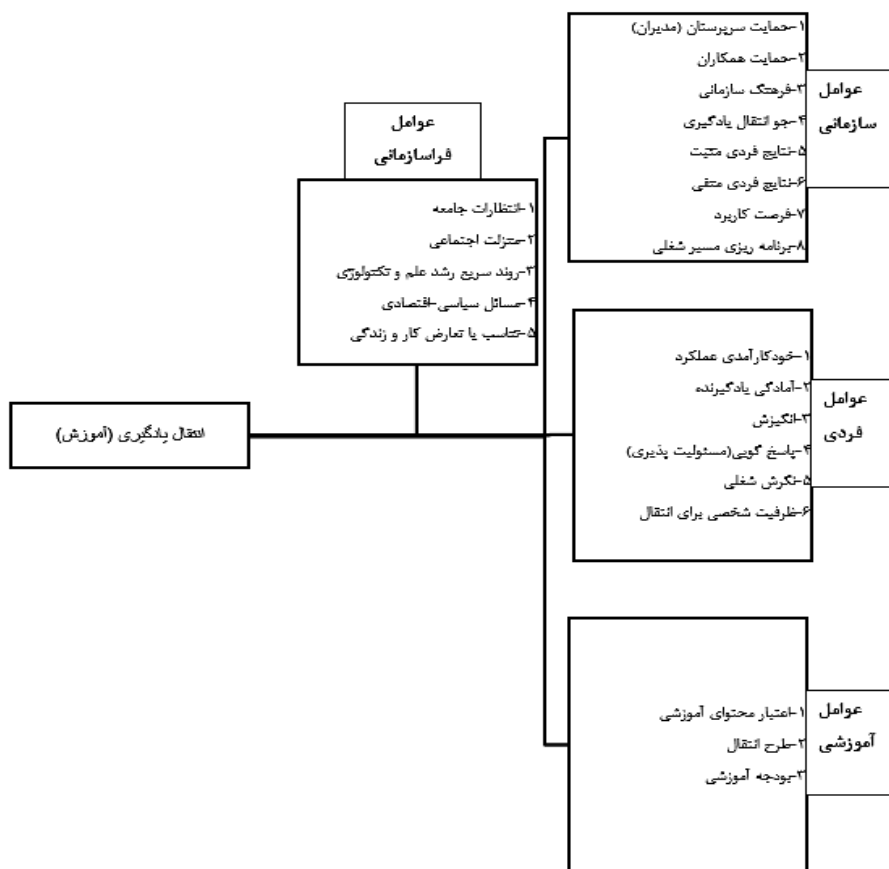 ۱-حمایت سرپرستان (مدیران)
۲-حمایت همکاران
۳-فرهنگ سازمانی
۴-جو انتقال یادگیری
۵-نتایج فردی مثبت
۶-نتایج فردی منفی
۷-فرصت کاربرد
۸-برنامه ریزی مسیر شغلی
عوامل
سازمانی
عوامل
فراسازمانی
۱-انتظارات جامعه
۲-منزلت اجتماعی
۳-روند سریع رشد علم و تکنولوژی
۴-مسائل سیاسی-اقتصادی
۵-تناسب یا تعارض کار و زندگی
۱-خودکارآمدی عملکرد
۲-آمادگی یادگیرنده
۳-انگیزش
۴-پاسخ گویی(مسئولیت پذیری)
۵-نگرش شغلی
۶-ظرفیت شخصی برای انتقال
عوامل
فردی
انتقال یادگیری (آموزش)
۱-اعتبار محتوای آموزشی
۲-طرح انتقال
۳-بودجه آموزشی
عوامل
آموزشی